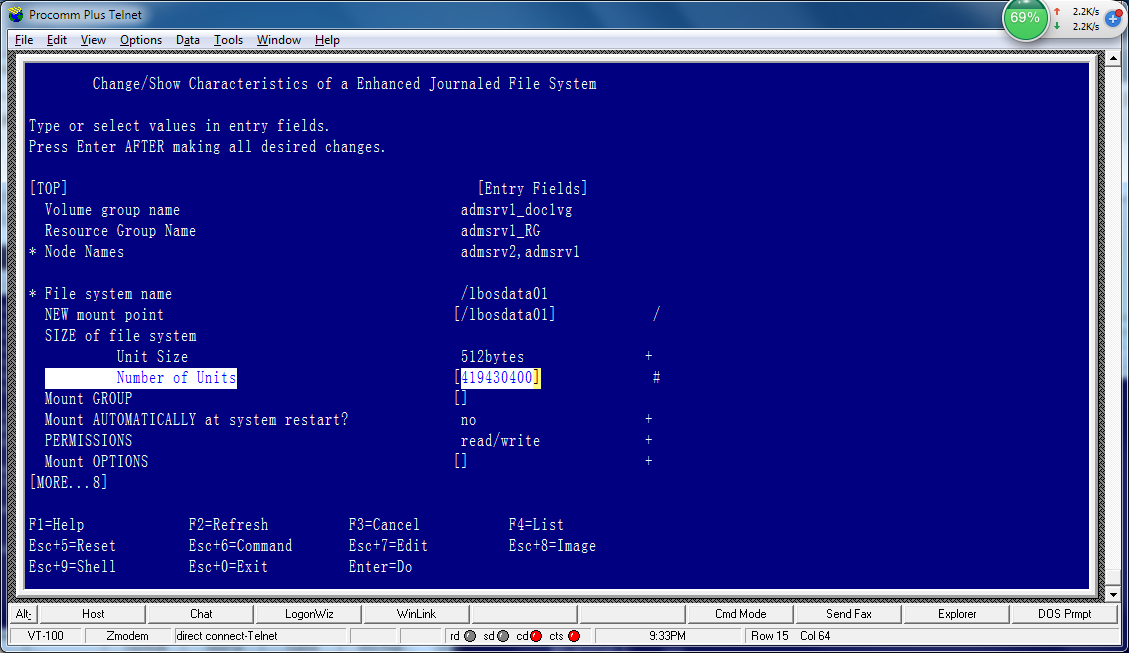 Procomm Plus Telnet
69%
2.2K/s
2.2K/s
File Edit View Options Data Tools Window Help
Change/Show Characteristics of a Enhanced Journaled File System
Type or select values in entry fields.
Press Enter AFTER making all desired changes.
[TOP] [Entry Fields]
Volume group name admsrv1_doc1vg
Resource Group Name admsrv1_RG
* Node Names admsrv2,admsrv1
* File system name /lbosdata01
NEW mount point [/lbosdata01] /
SIZE of file system
Unit Size 512bytes +
Number of Units [419430400] #
Mount GROUP []
Mount AUTOMATICALLY at system restart? no +
PERMISSIONS read/write +
Mount OPTIONS [] +
[MORE...8]
F1=Help F2=Refresh F3=Cancel F4=List
Esc+5=Reset Esc+6=Command Esc+7=Edit Esc+8=Image
Esc+9=Shell Esc+0=Exit Enter=Do
Alt- Host Chat LogonWiz WinLink Cmd Mode Send Fax Explorer DOS Prmpt
VT-100 Zmodem direct connect-Telnet rd sd cd cts 9:33PM Row 15 Col 64